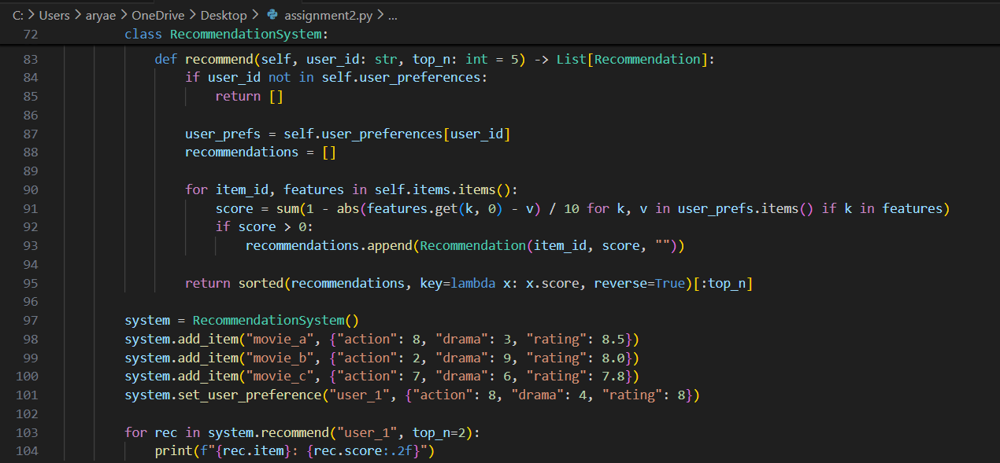 C: > Users > aryae > OneDrive > Desktop > assignment2.py > ...
72 class RecommendationSystem:
83 def recommend(self, user_id: str, top_n: int = 5) -> List[Recommendation]:
84 if user_id not in self.user_preferences:
85 return []
86
87 user_prefs = self.user_preferences[user_id]
88 recommendations = []
89
90 for item_id, features in self.items.items():
91 score = sum(1 - abs(features.get(k, 0) - v) / 10 for k, v in user_prefs.items() if k in features)
92 if score > 0:
93 recommendations.append(Recommendation(item_id, score, ""))
94
95 return sorted(recommendations, key=lambda x: x.score, reverse=True)[:top_n]
96
97 system = RecommendationSystem()
98 system.add_item("movie_a", {"action": 8, "drama": 3, "rating": 8.5})
99 system.add_item("movie_b", {"action": 2, "drama": 9, "rating": 8.0})
100 system.add_item("movie_c", {"action": 7, "drama": 6, "rating": 7.8})
101 system.set_user_preference("user_1", {"action": 8, "drama": 4, "rating": 8})
102
103 for rec in system.recommend("user_1", top_n=2):
104 print(f"{rec.item}: {rec.score:.2f}")